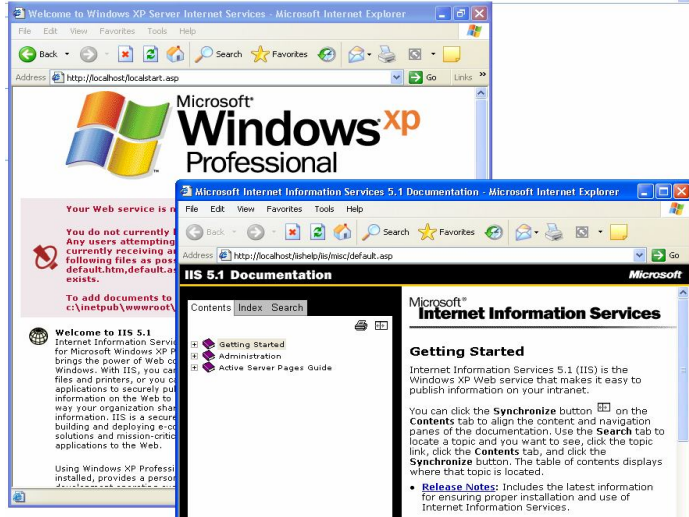 Welcome to Windows XP Server Internet Services - Microsoft Internet Explorer
File Edit View Favorites Tools Help
Back Search Favorites
Address http://localhost/localstart.asp Go Links »
Microsoft
Windows xp
Professional
Your Web service is n
You do not currently
Any users attempting
currently receiving a
following files as pos
default.htm,default.a
exists.
To add documents to
c:\inetpub\wwwroot\
Welcome to IIS 5.1
Internet Information Servic
for Microsoft Windows XP P
brings the power of Web co
Windows. With IIS, you can
files and printers, or you c
applications to securely pu
information on the Web to
way your organization shar
information. IIS is a secure
building and deploying e-c
solutions and mission-critic
applications to the Web.
Using Windows XP Professi
installed, provides a person
Microsoft Internet Information Services 5.1 Documentation - Microsoft Internet Explorer
File Edit View Favorites Tools Help
Back Search Favorites
Address http://localhost/iishelp/iis/misc/default.asp Go
IIS 5.1 Documentation Microsoft
Contents Index Search
Getting Started
Administration
Active Server Pages Guide
Microsoft®
Internet Information Services
Getting Started
Internet Information Services 5.1 (IIS) is the
Windows XP Web service that makes it easy to
publish information on your intranet.
You can click the Synchronize button on the
Contents tab to align the content and navigation
panes of the documentation. Use the Search tab to
locate a topic and you want to see, click the topic
link, click the Contents tab, and click the
Synchronize button. The table of contents displays
where that topic is located.
• Release Notes: Includes the latest information
for ensuring proper installation and use of
Internet Information Services.